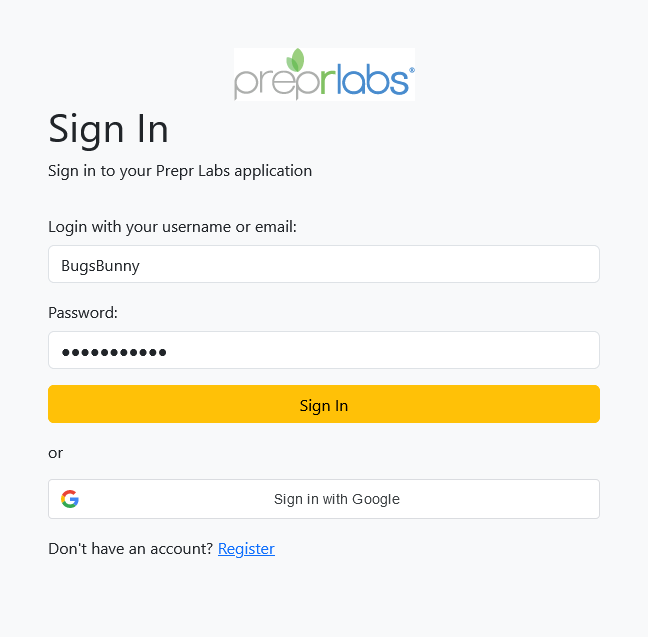 preprlabs®
Sign In
Sign in to your Prepr Labs application
Login with your username or email:
BugsBunny
Password:
●●●●●●●●●●●
Sign In
or
Sign in with Google
Don't have an account? Register